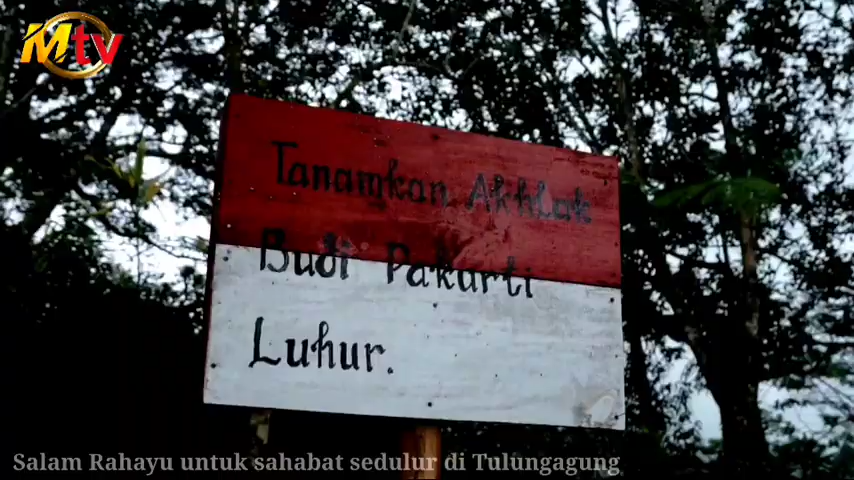 Mtv
Tanamkan Akhlak
Budi Pakarti
Luhur.
Salam Rahayu untuk sahabat sedulur di Tulungagung